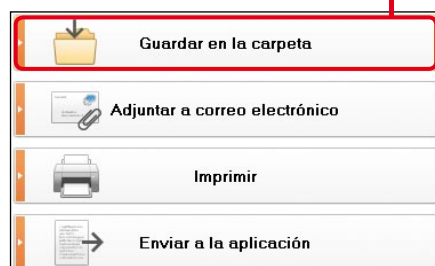 Guardar en la carpeta
Adjuntar a correo electrónico
Imprimir
Enviar a la aplicación